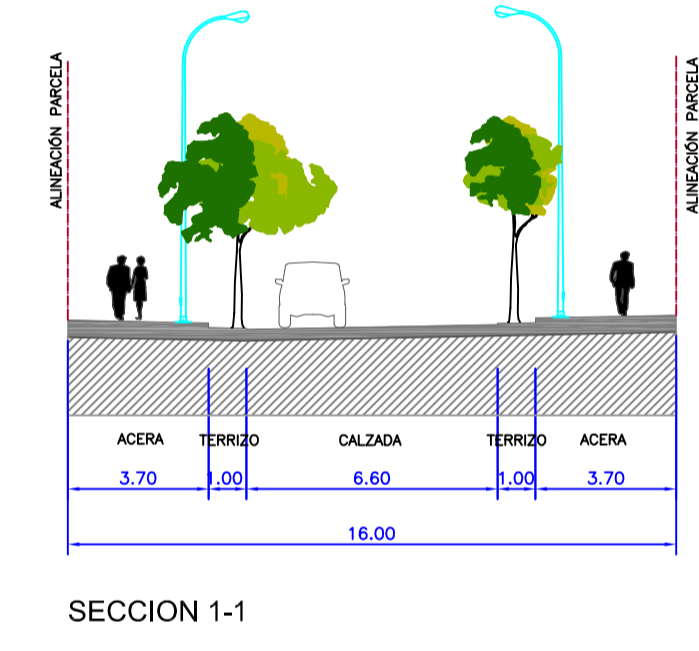 ALINEACIÓN PARCELA
ALINEACIÓN PARCELA
ACERA TERRIZO CALZADA TERRIZO ACERA
3.70 1.00 6.60 1.00 3.70
16.00
SECCION 1-1